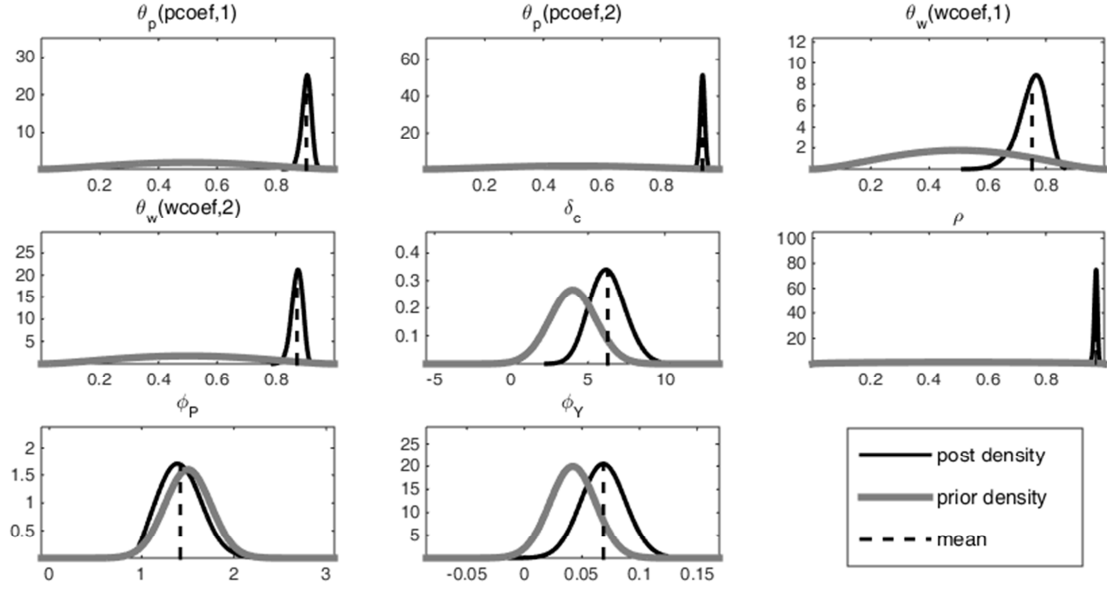 θp(pcoef,1)
30
20
10
0.2 0.4 0.6 0.8
θp(pcoef,2)
60
40
20
0.2 0.4 0.6 0.8
θw(wcoef,1)
12
10
8
6
4
2
0.2 0.4 0.6 0.8
θw(wcoef,2)
25
20
15
10
5
0.2 0.4 0.6 0.8
δc
0.4
0.3
0.2
0.1
-5 0 5 10
ρ
100
80
60
40
20
0.2 0.4 0.6 0.8
ϕP
2
1.5
1
0.5
0 1 2 3
ϕY
25
20
15
10
5
-0.05 0 0.05 0.1 0.15
post density
prior density
mean